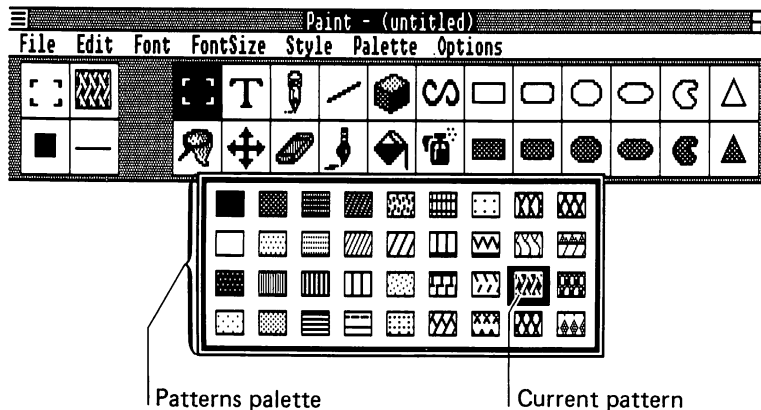 Paint - (untitled)
File Edit Font FontSize Style Palette Options
T
Patterns palette
Current pattern